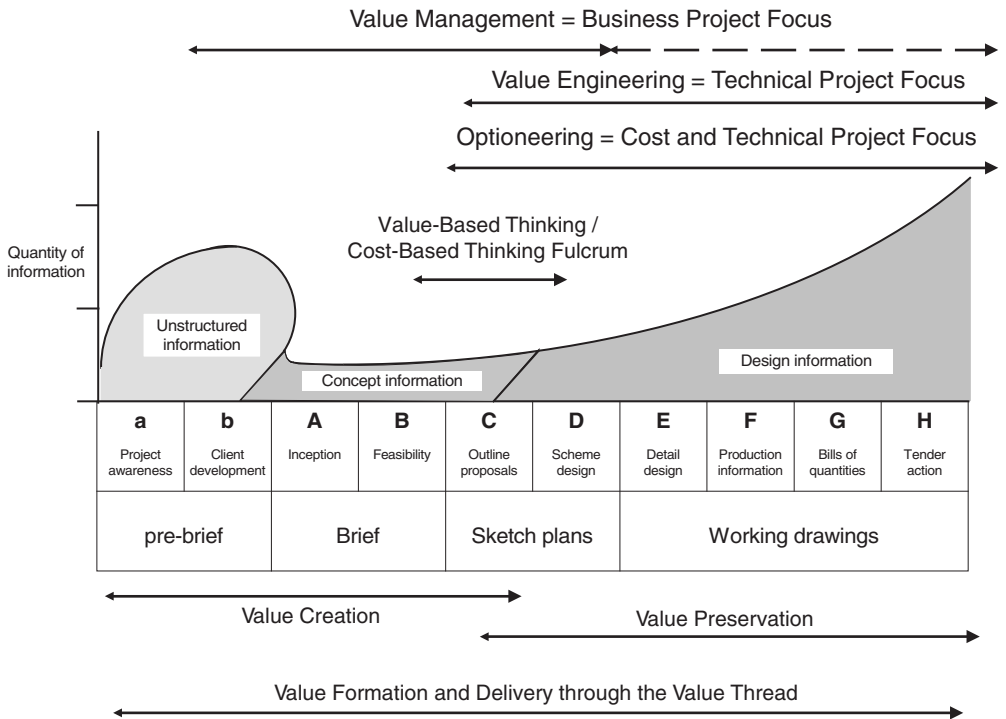 Value Management = Business Project Focus
Value Engineering = Technical Project Focus
Optioneering = Cost and Technical Project Focus
Value-Based Thinking /
Cost-Based Thinking Fulcrum
Quantity of
information
Unstructured
information
Concept information
Design information
a b A B C D E F G H
Project awareness
Client development
Inception
Feasibility
Outline proposals
Scheme design
Detail design
Production information
Bills of quantities
Tender action
pre-brief Brief Sketch plans Working drawings
Value Creation
Value Preservation
Value Formation and Delivery through the Value Thread